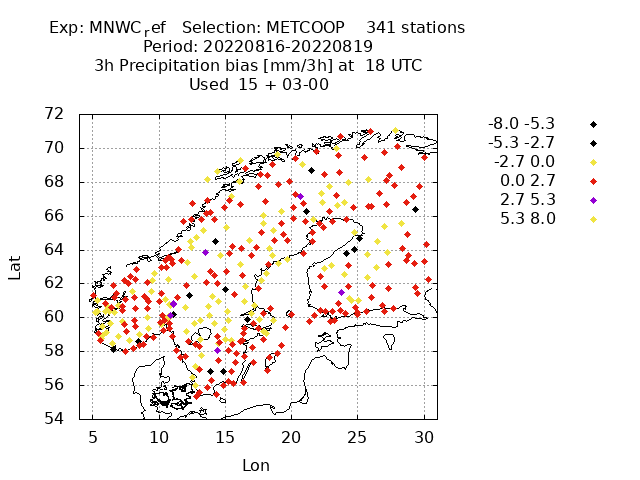 Exp: MNWC_ref Selection: METCOOP 341 stations
Period: 20220816-20220819
3h Precipitation bias [mm/3h] at 18 UTC
Used 15 + 03-00
-8.0 -5.3
-5.3 -2.7
-2.7 0.0
0.0 2.7
2.7 5.3
5.3 8.0
72
70
68
66
64
62
60
58
56
54
Lat
5 10 15 20 25 30
Lon